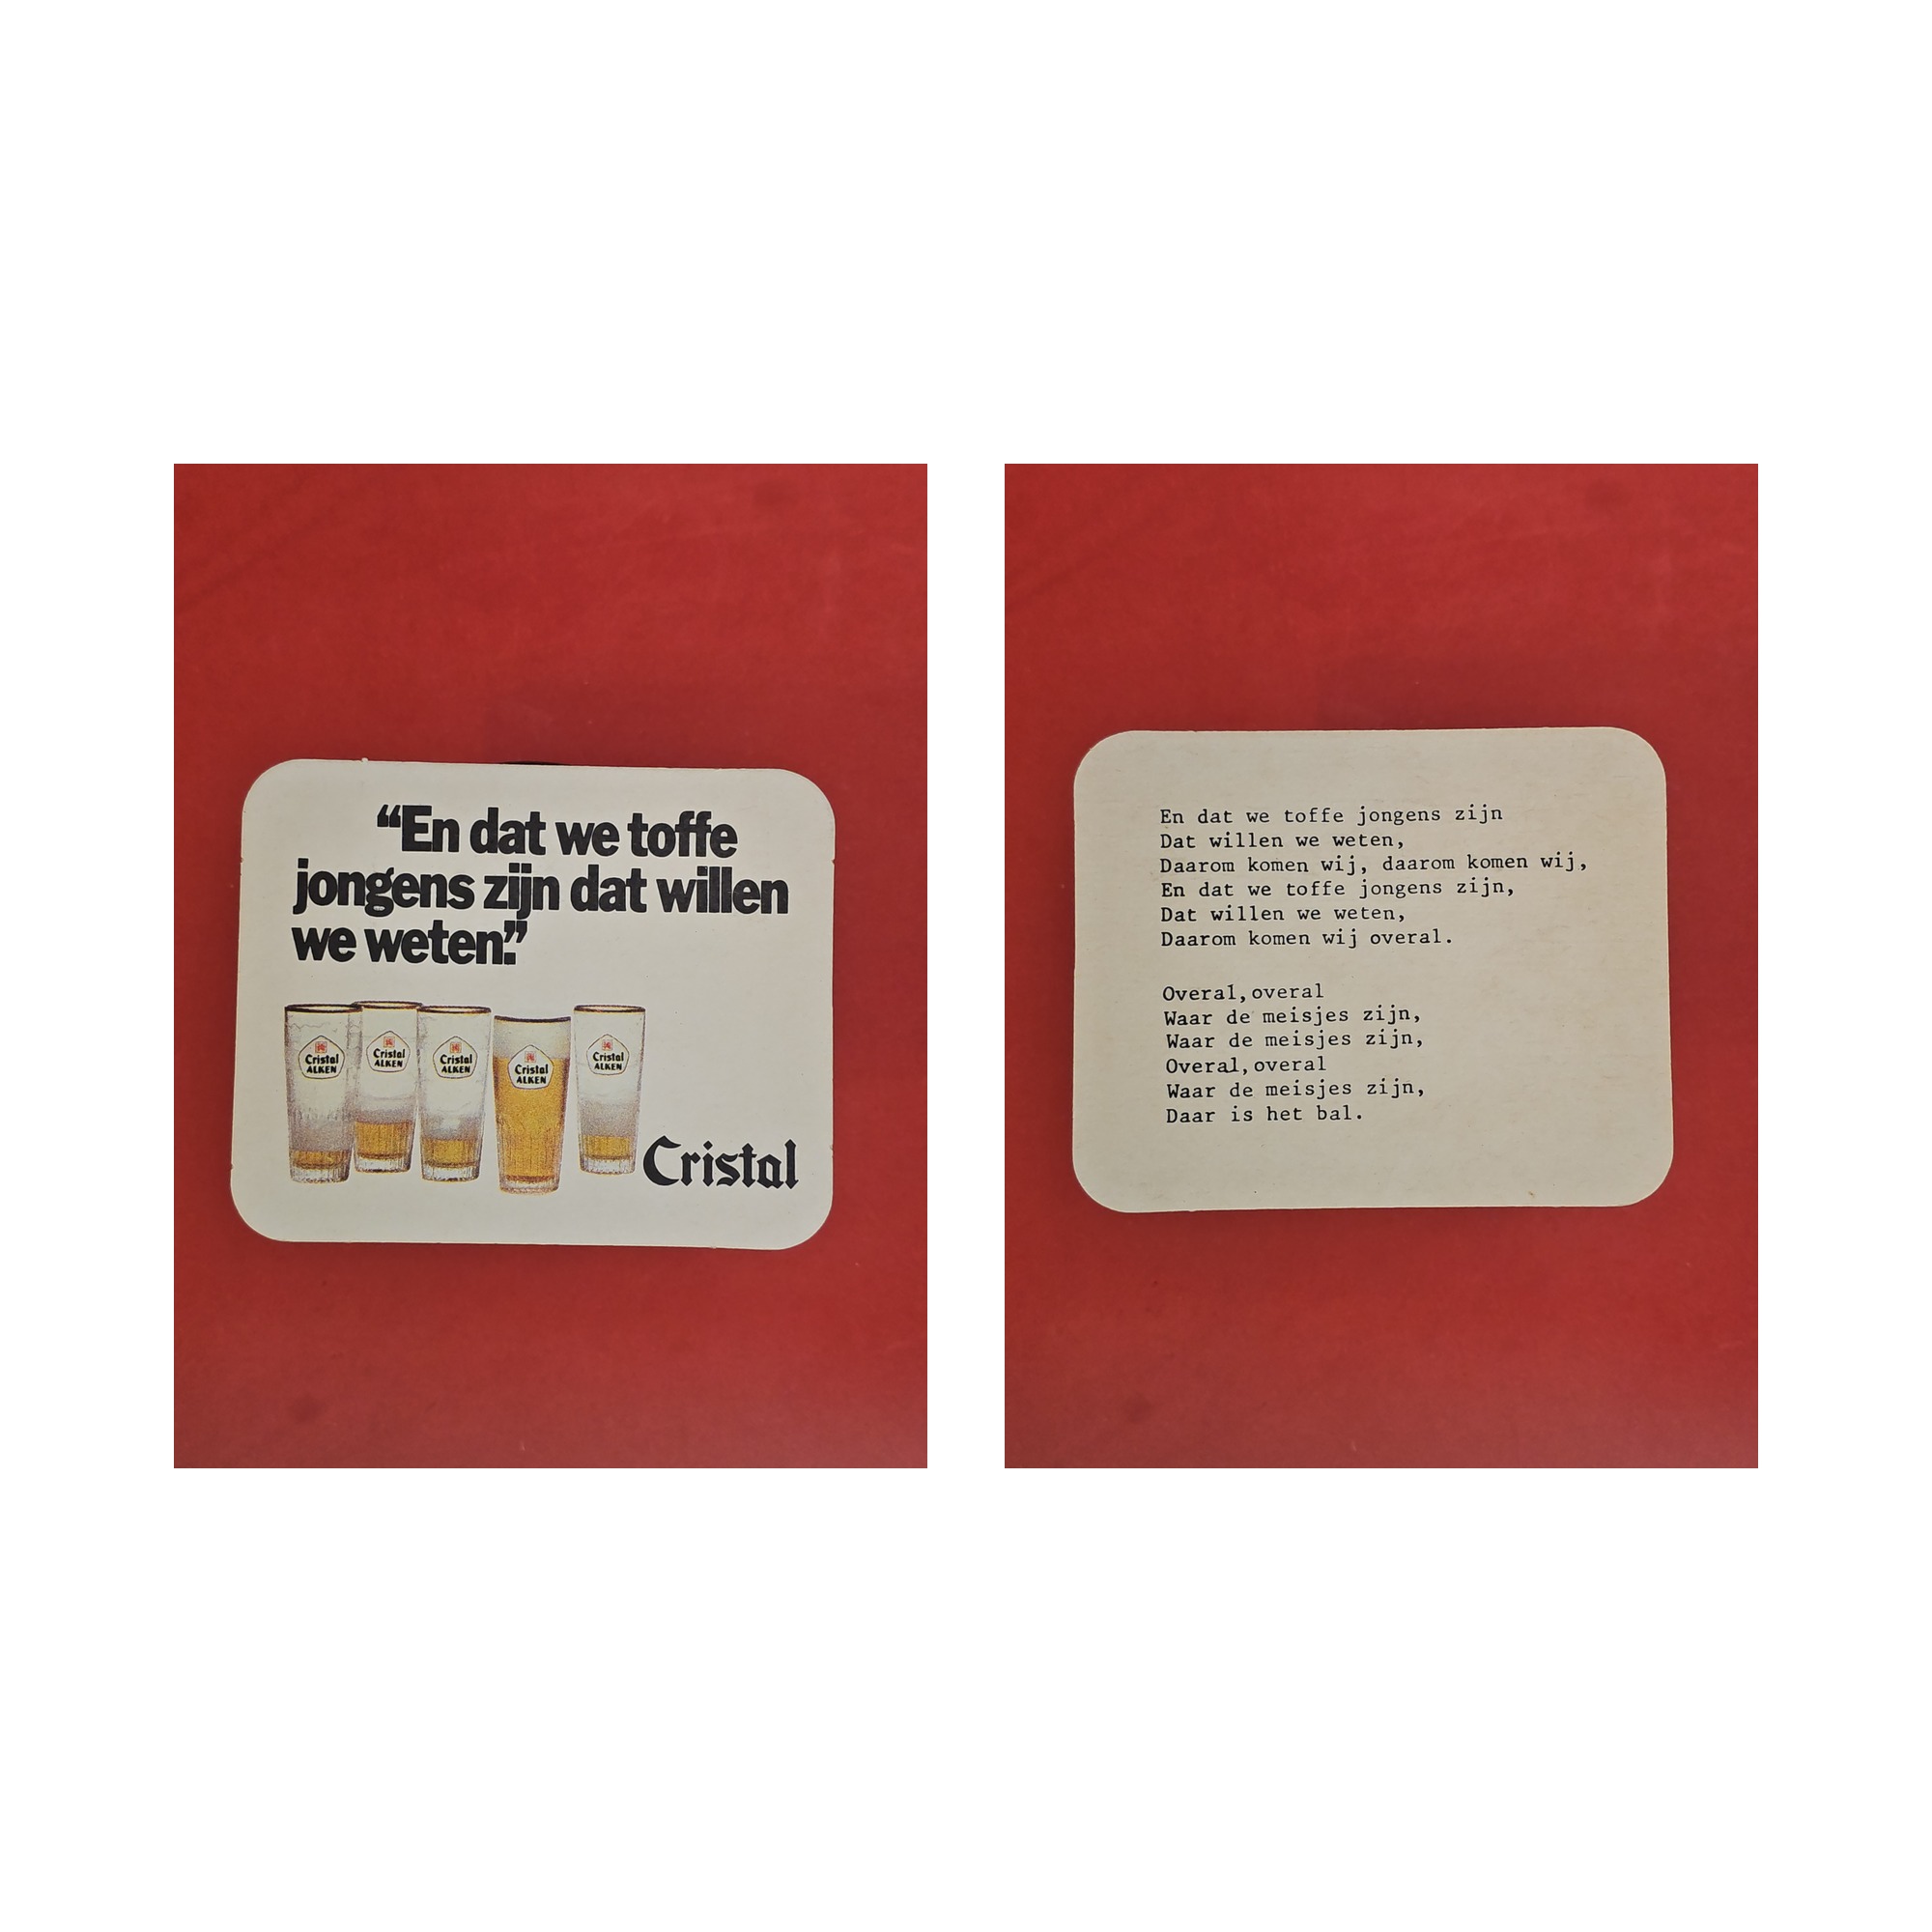 “En dat we toffe
jongens zijn dat willen
we weten.”
Cristal
ALKEN
Cristal
ALKEN
Cristal
ALKEN
Cristal
ALKEN
Cristal
ALKEN
Cristal
En dat we toffe jongens zijn
Dat willen we weten,
Daarom komen wij, daarom komen wij,
En dat we toffe jongens zijn,
Dat willen we weten,
Daarom komen wij overal.
Overal,overal
Waar de meisjes zijn,
Waar de meisjes zijn,
Overal,overal
Waar de meisjes zijn,
Daar is het bal.